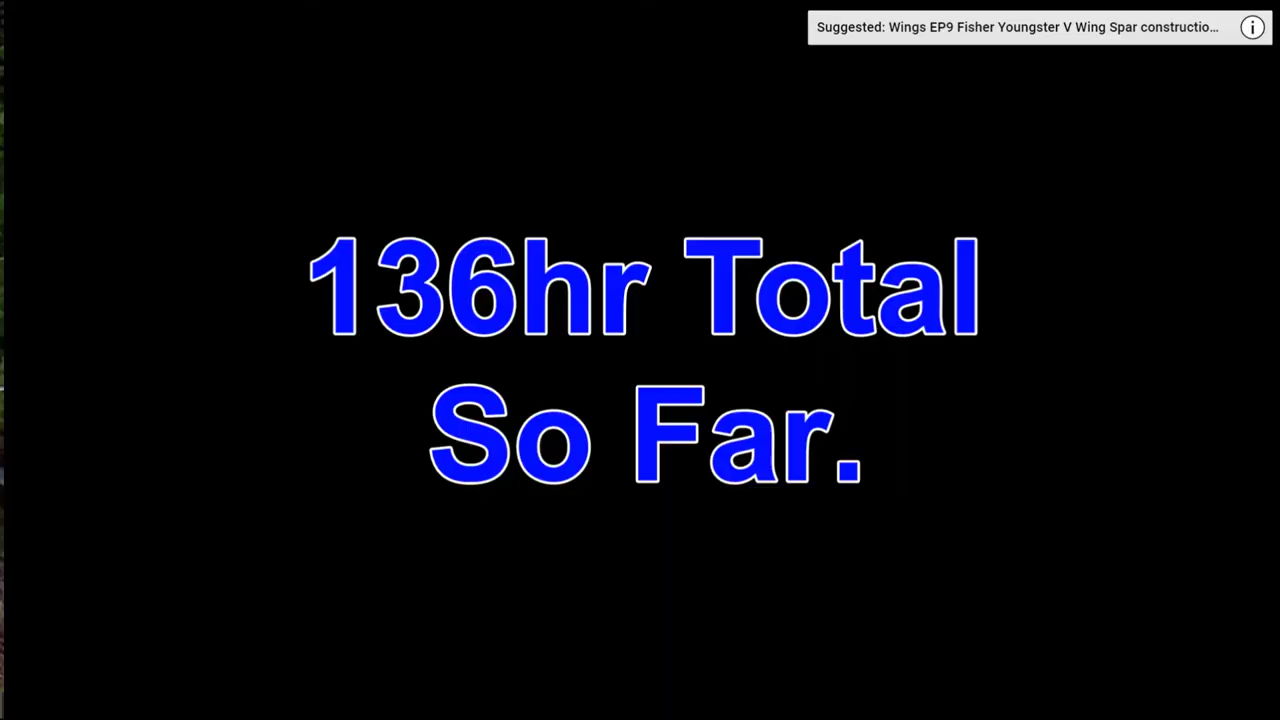 Suggested: Wings EP9 Fisher Youngster V Wing Spar constructio...
136hr Total
So Far.